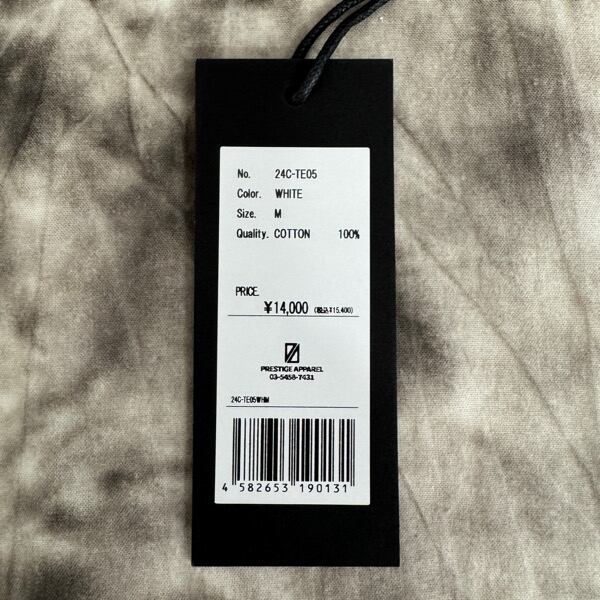 No. 24C-TE05
Color. WHITE
Size. M
Quality. COTTON 100%
PRICE.
¥14,000 (税込¥15,400)
PRESTIGE APPAREL
03-5458-7431
24C-TE05WHM
4 582653 190131